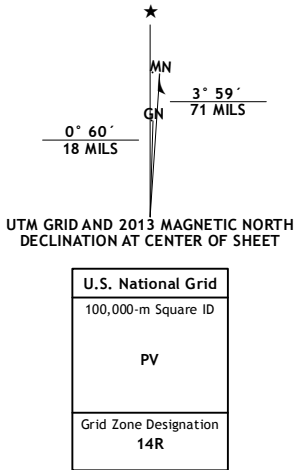 MN
GN
3° 59´
71 MILS
0° 60´
18 MILS
UTM GRID AND 2013 MAGNETIC NORTH
DECLINATION AT CENTER OF SHEET
U.S. National Grid
100,000-m Square ID
PV
Grid Zone Designation
14R